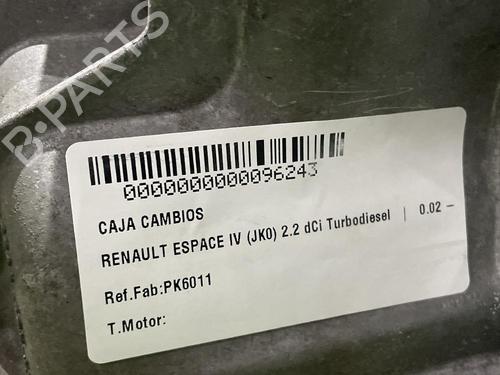 B-PARTS
0000000000096243
CAJA CAMBIOS
RENAULT ESPACE IV (JK0) 2.2 dCi Turbodiesel | 0.02 –
Ref.Fab:PK6011
T.Motor: